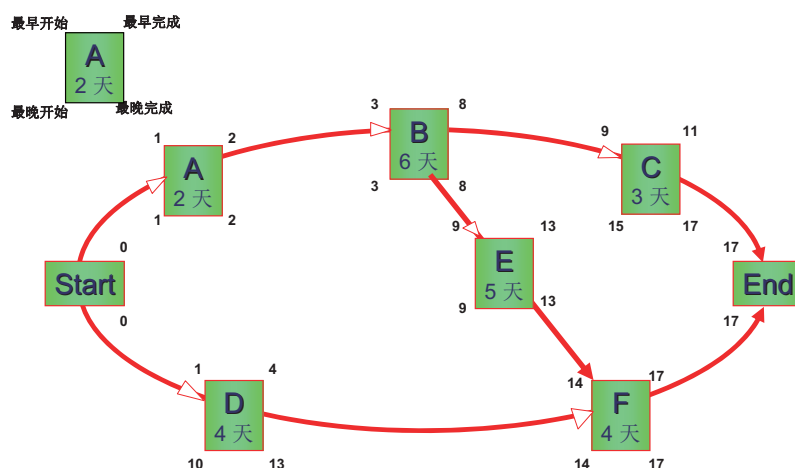 最早开始 最早完成
A
2 天
最晚开始 最晚完成
1 2
A
2 天
1 2
3 8
B
6 天
3 8
9 11
C
3 天
15 17
0
Start
0
9 13
E
5 天
9 13
17
End
17
1 4
D
4 天
10 13
14 17
F
4 天
14 17